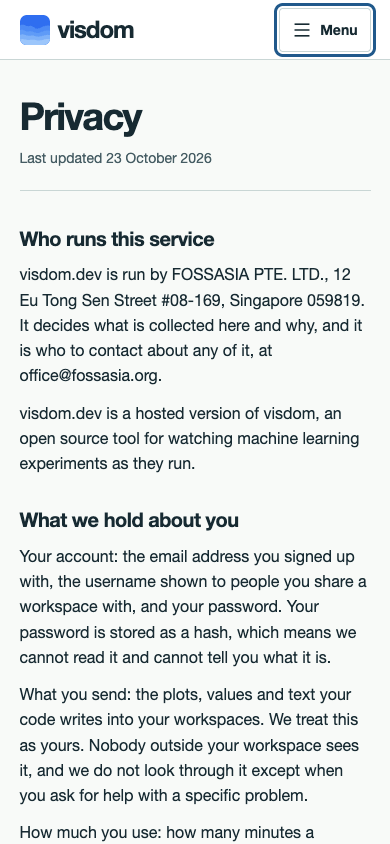 visdom
Menu
Privacy
Last updated 23 October 2026
Who runs this service
visdom.dev is run by FOSSASIA PTE. LTD., 12
Eu Tong Sen Street #08-169, Singapore 059819.
It decides what is collected here and why, and it
is who to contact about any of it, at
office@fossasia.org.
visdom.dev is a hosted version of visdom, an
open source tool for watching machine learning
experiments as they run.
What we hold about you
Your account: the email address you signed up
with, the username shown to people you share a
workspace with, and your password. Your
password is stored as a hash, which means we
cannot read it and cannot tell you what it is.
What you send: the plots, values and text your
code writes into your workspaces. We treat this
as yours. Nobody outside your workspace sees
it, and we do not look through it except when
you ask for help with a specific problem.
How much you use: how many minutes a